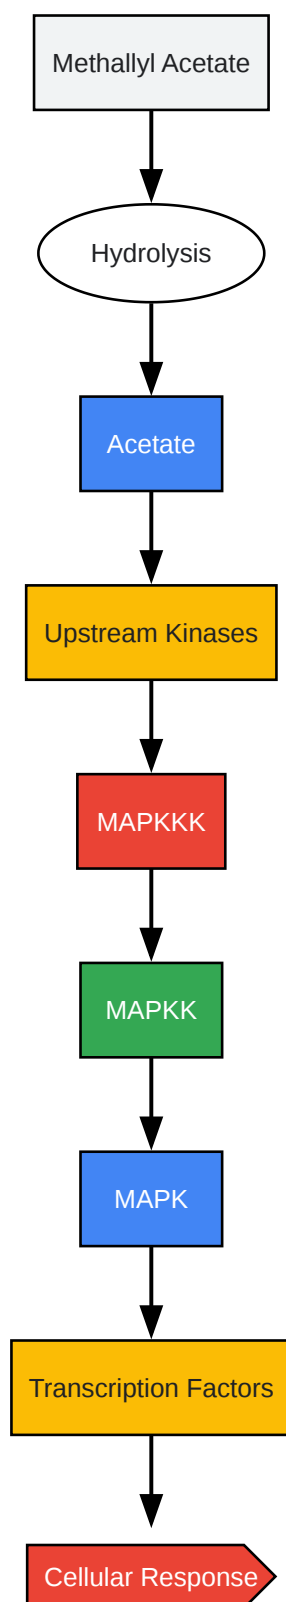 Methallyl Acetate
Hydrolysis
Acetate
Upstream Kinases
MAPKKK
MAPKK
MAPK
Transcription Factors
Cellular Response